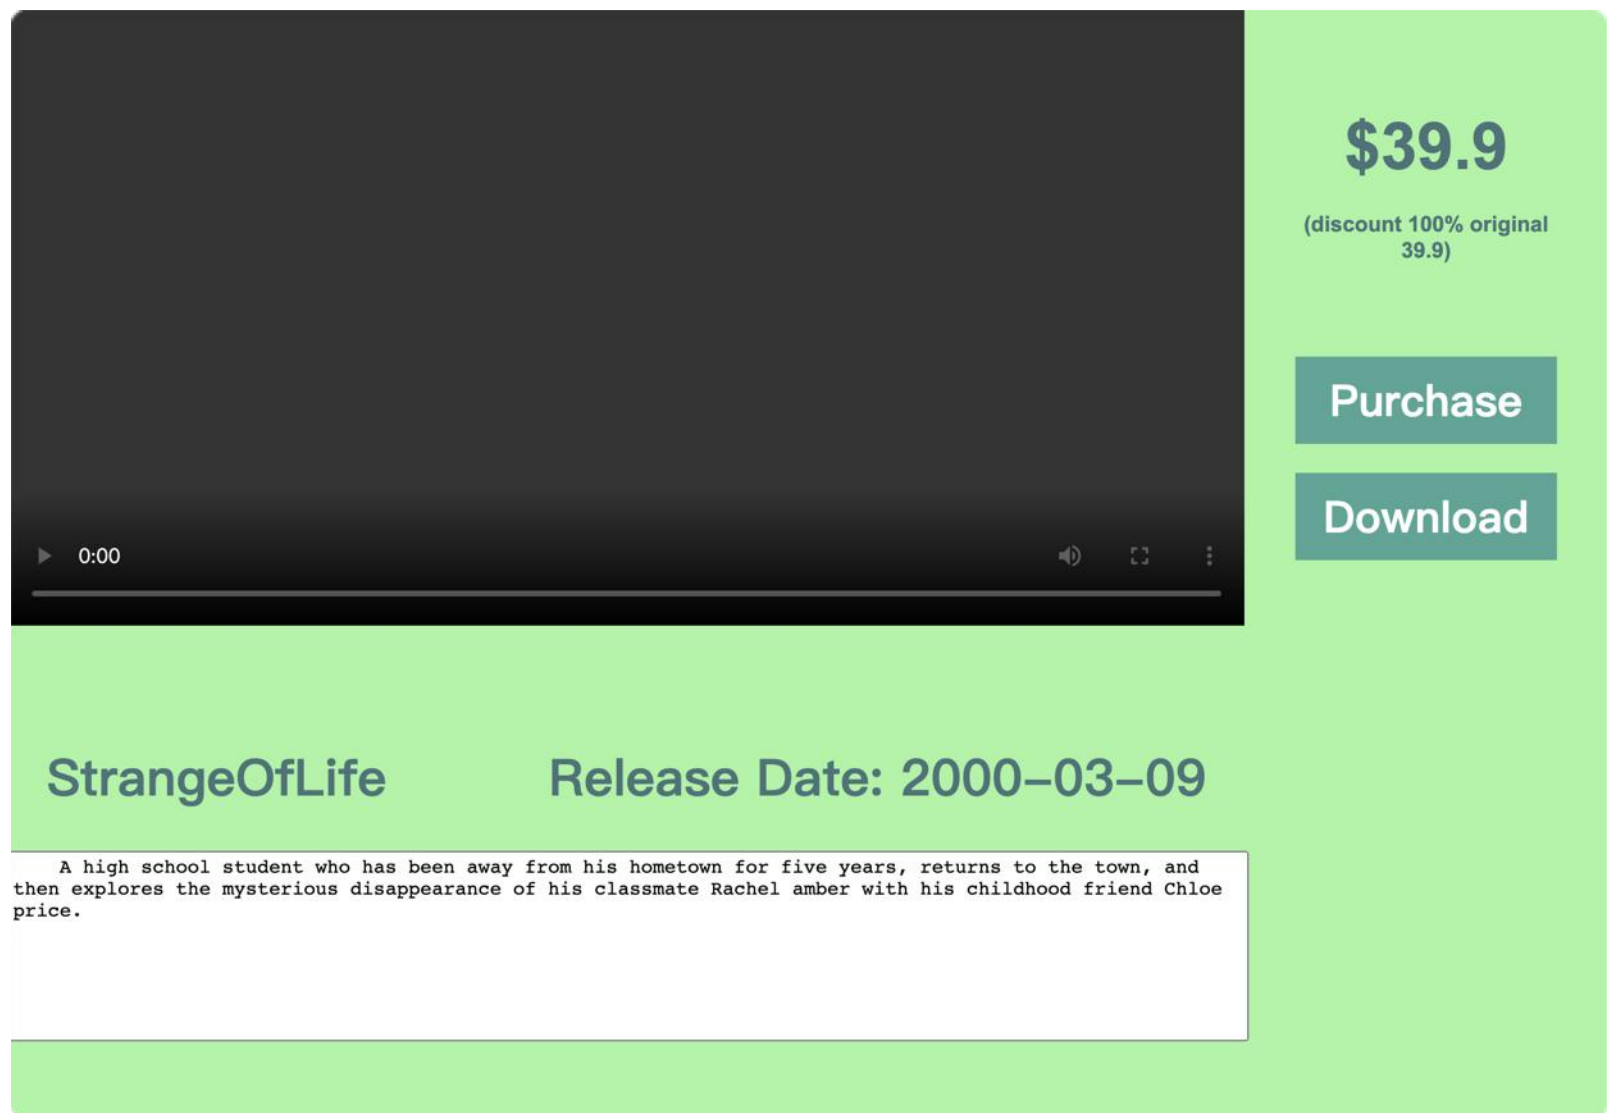 $39.9
(discount 100% original
39.9)
Purchase
Download
0:00
StrangeOfLife
Release Date: 2000-03-09
A high school student who has been away from his hometown for five years, returns to the town, and
then explores the mysterious disappearance of his classmate Rachel amber with his childhood friend Chloe
price.